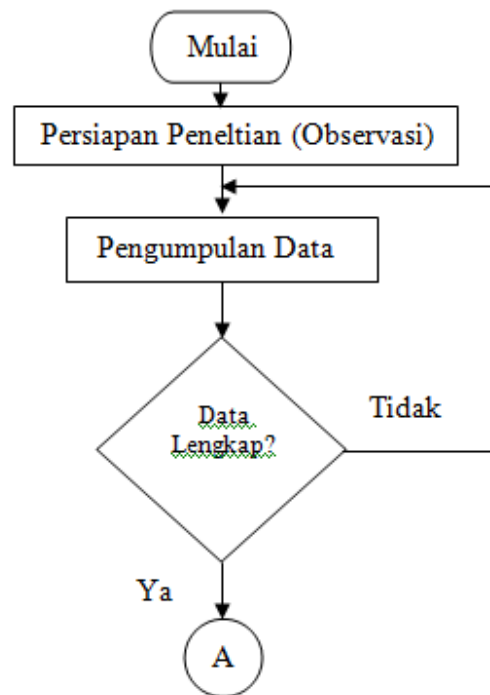 Mulai
Persiapan Peneltian (Observasi)
Pengumpulan Data
Data
Lengkap?
Tidak
Ya
A